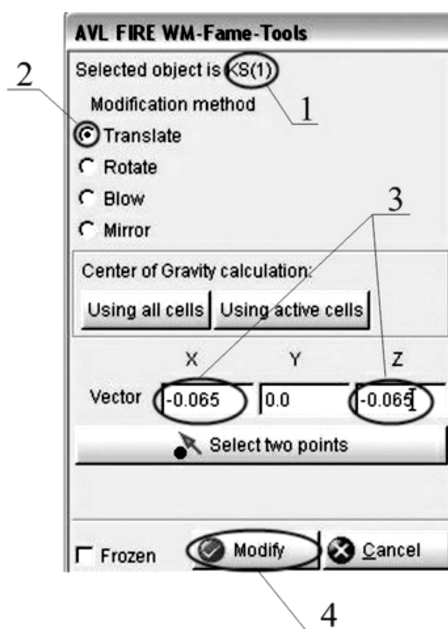 AVL FIRE WM-Fame-Tools
Selected object is KS(1)
2
1
Modification method
Translate
Rotate
3
Blow
Mirror
Center of Gravity calculation:
Using all cells Using active cells
X Y Z
Vector -0.065 0.0 -0.065
Select two points
Frozen Modify Cancel
4